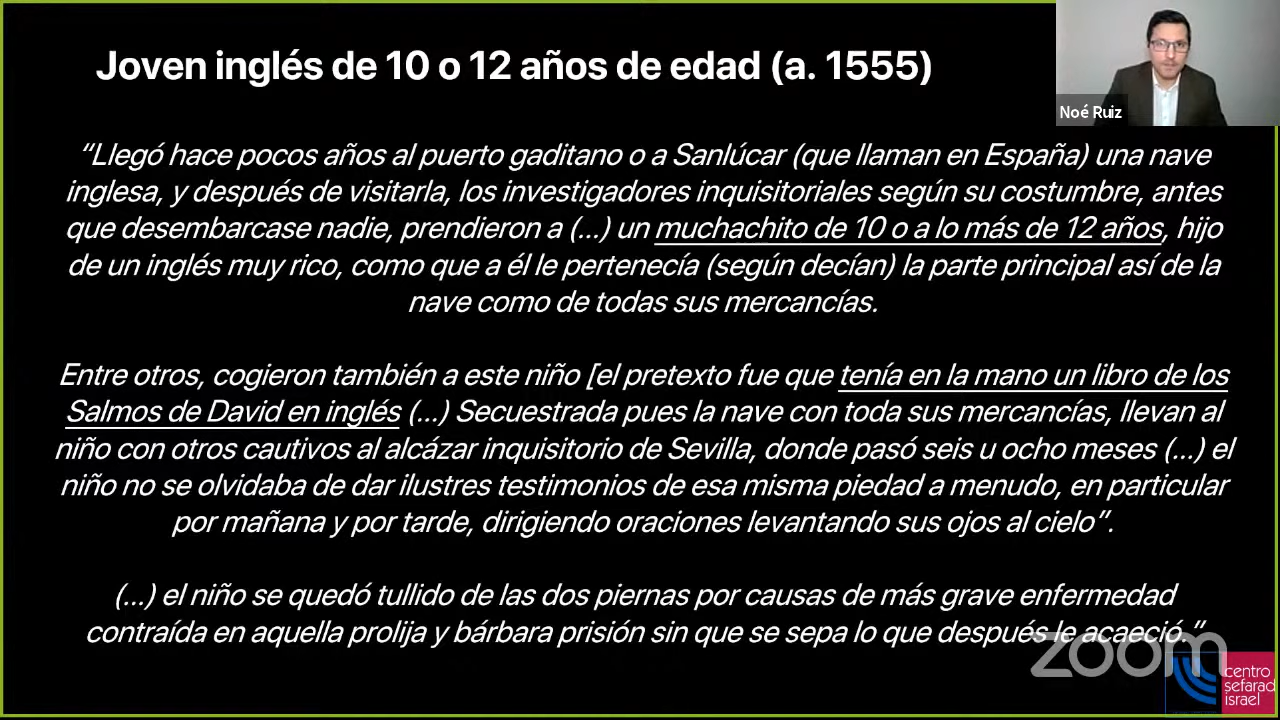 Joven inglés de 10 o 12 años de edad (a. 1555)
Noé Ruiz
“Llegó hace pocos años al puerto gaditano o a Sanlúcar (que llaman en España) una nave
inglesa, y después de visitarla, los investigadores inquisitoriales según su costumbre, antes
que desembarcase nadie, prendieron a (...) un muchachito de 10 o a lo más de 12 años, hijo
de un inglés muy rico, como que a él le pertenecía (según decían) la parte principal así de la
nave como de todas sus mercancías.
Entre otros, cogieron también a este niño [el pretexto fue que tenía en la mano un libro de los
Salmos de David en inglés (...) Secuestrada pues la nave con toda sus mercancías, llevan al
niño con otros cautivos al alcázar inquisitorio de Sevilla, donde pasó seis u ocho meses (...) el
niño no se olvidaba de dar ilustres testimonios de esa misma piedad a menudo, en particular
por mañana y por tarde, dirigiendo oraciones levantando sus ojos al cielo”.
(...) el niño se quedó tullido de las dos piernas por causas de más grave enfermedad
contraída en aquella prolija y bárbara prisión sin que se sepa lo que después le acaeció.”
zoom
centro
sefarad
israel